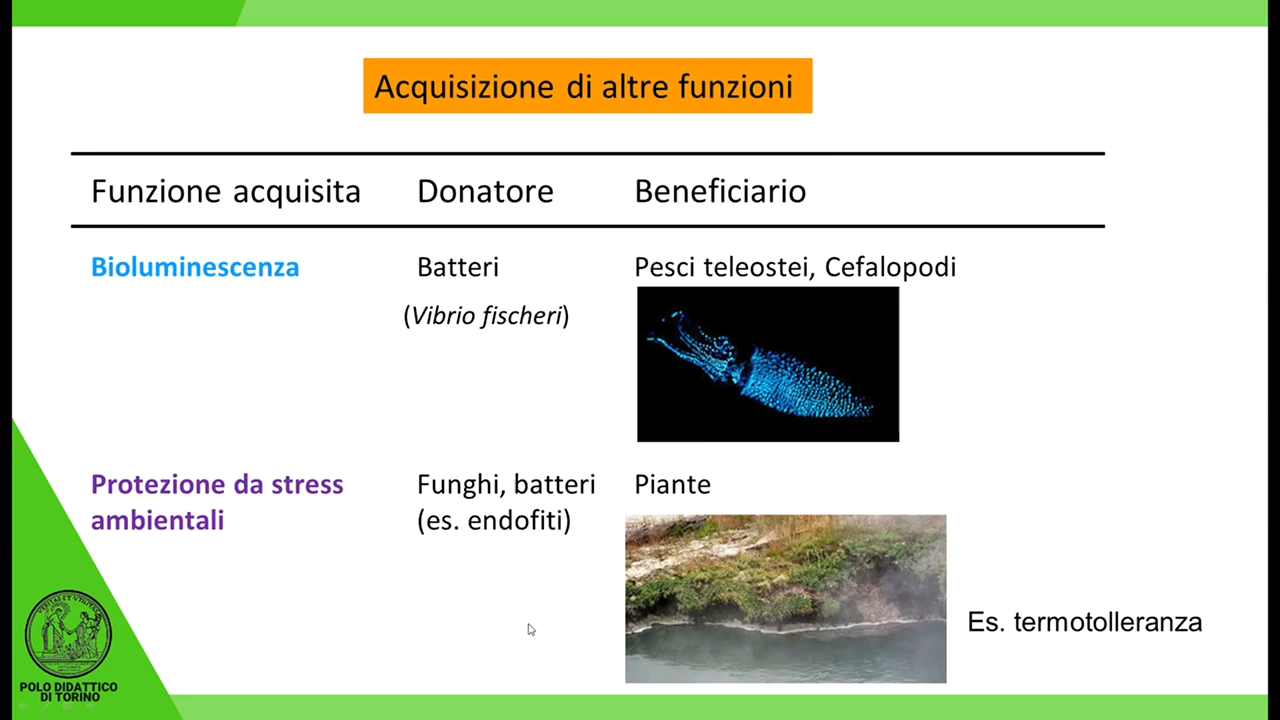 Acquisizione di altre funzioni
Funzione acquisita Donatore Beneficiario
Bioluminescenza Batteri Pesci teleostei, Cefalopodi
(Vibrio fischeri)
Protezione da stress Funghi, batteri Piante
ambientali (es. endofiti)
Es. termotolleranza
POLO DIDATTICO
DI TORINO